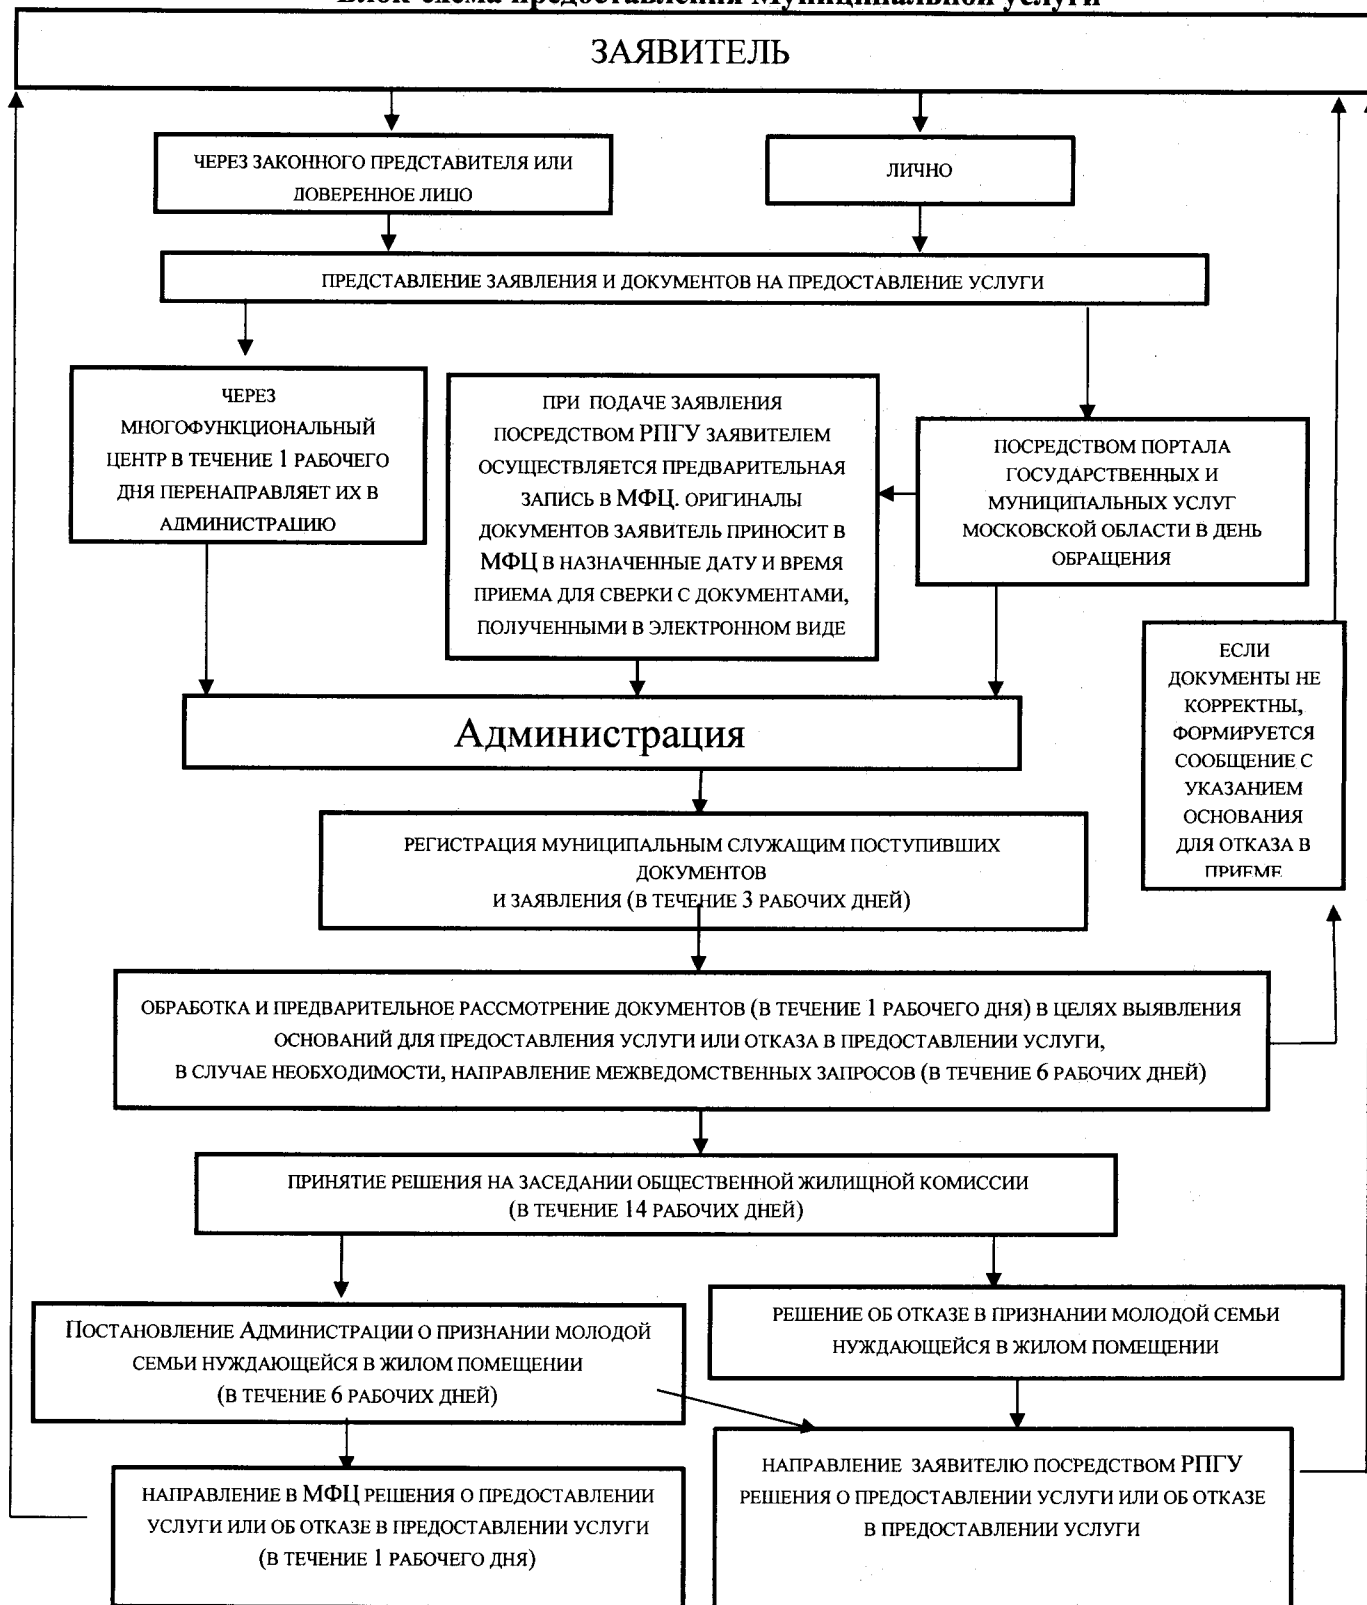 Блок-схема предоставления Муниципальной услуги
ЗАЯВИТЕЛЬ
ЧЕРЕЗ ЗАКОННОГО ПРЕДСТАВИТЕЛЯ ИЛИ
ДОВЕРЕННОЕ ЛИЦО
ЛИЧНО
ПРЕДСТАВЛЕНИЕ ЗАЯВЛЕНИЯ И ДОКУМЕНТОВ НА ПРЕДОСТАВЛЕНИЕ УСЛУГИ
ЧЕРЕЗ
МНОГОФУНКЦИОНАЛЬНЫЙ
ЦЕНТР В ТЕЧЕНИЕ 1 РАБОЧЕГО
ДНЯ ПЕРЕНАПРАВЛЯЕТ ИХ В
АДМИНИСТРАЦИЮ
ПРИ ПОДАЧЕ ЗАЯВЛЕНИЯ
ПОСРЕДСТВОМ РПГУ ЗАЯВИТЕЛЕМ
ОСУЩЕСТВЛЯЕТСЯ ПРЕДВАРИТЕЛЬНАЯ
ЗАПИСЬ В МФЦ. ОРИГИНАЛЫ
ДОКУМЕНТОВ ЗАЯВИТЕЛЬ ПРИНОСИТ В
МФЦ В НАЗНАЧЕННЫЕ ДАТУ И ВРЕМЯ
ПРИЕМА ДЛЯ СВЕРКИ С ДОКУМЕНТАМИ,
ПОЛУЧЕННЫМИ В ЭЛЕКТРОННОМ ВИДЕ
ПОСРЕДСТВОМ ПОРТАЛА
ГОСУДАРСТВЕННЫХ И
МУНИЦИПАЛЬНЫХ УСЛУГ
МОСКОВСКОЙ ОБЛАСТИ В ДЕНЬ
ОБРАЩЕНИЯ
ЕСЛИ
ДОКУМЕНТЫ НЕ
КОРРЕКТНЫ,
ФОРМИРУЕТСЯ
СООБЩЕНИЕ С
УКАЗАНИЕМ
ОСНОВАНИЯ
ДЛЯ ОТКАЗА В
ПРИЕМЕ
Администрация
РЕГИСТРАЦИЯ МУНИЦИПАЛЬНЫМ СЛУЖАЩИМ ПОСТУПИВШИХ
ДОКУМЕНТОВ
И ЗАЯВЛЕНИЯ (В ТЕЧЕНИЕ 3 РАБОЧИХ ДНЕЙ)
ОБРАБОТКА И ПРЕДВАРИТЕЛЬНОЕ РАССМОТРЕНИЕ ДОКУМЕНТОВ (В ТЕЧЕНИЕ 1 РАБОЧЕГО ДНЯ) В ЦЕЛЯХ ВЫЯВЛЕНИЯ
ОСНОВАНИЙ ДЛЯ ПРЕДОСТАВЛЕНИЯ УСЛУГИ ИЛИ ОТКАЗА В ПРЕДОСТАВЛЕНИИ УСЛУГИ,
В СЛУЧАЕ НЕОБХОДИМОСТИ, НАПРАВЛЕНИЕ МЕЖВЕДОМСТВЕННЫХ ЗАПРОСОВ (В ТЕЧЕНИЕ 6 РАБОЧИХ ДНЕЙ)
ПРИНЯТИЕ РЕШЕНИЯ НА ЗАСЕДАНИИ ОБЩЕСТВЕННОЙ ЖИЛИЩНОЙ КОМИССИИ
(В ТЕЧЕНИЕ 14 РАБОЧИХ ДНЕЙ)
ПОСТАНОВЛЕНИЕ АДМИНИСТРАЦИИ О ПРИЗНАНИИ МОЛОДОЙ
СЕМЬИ НУЖДАЮЩЕЙСЯ В ЖИЛОМ ПОМЕЩЕНИИ
(В ТЕЧЕНИЕ 6 РАБОЧИХ ДНЕЙ)
РЕШЕНИЕ ОБ ОТКАЗЕ В ПРИЗНАНИИ МОЛОДОЙ СЕМЬИ
НУЖДАЮЩЕЙСЯ В ЖИЛОМ ПОМЕЩЕНИИ
НАПРАВЛЕНИЕ В МФЦ РЕШЕНИЯ О ПРЕДОСТАВЛЕНИИ
УСЛУГИ ИЛИ ОБ ОТКАЗЕ В ПРЕДОСТАВЛЕНИИ УСЛУГИ
(В ТЕЧЕНИЕ 1 РАБОЧЕГО ДНЯ)
НАПРАВЛЕНИЕ ЗАЯВИТЕЛЮ ПОСРЕДСТВОМ РПГУ
РЕШЕНИЯ О ПРЕДОСТАВЛЕНИИ УСЛУГИ ИЛИ ОБ ОТКАЗЕ
В ПРЕДОСТАВЛЕНИИ УСЛУГИ